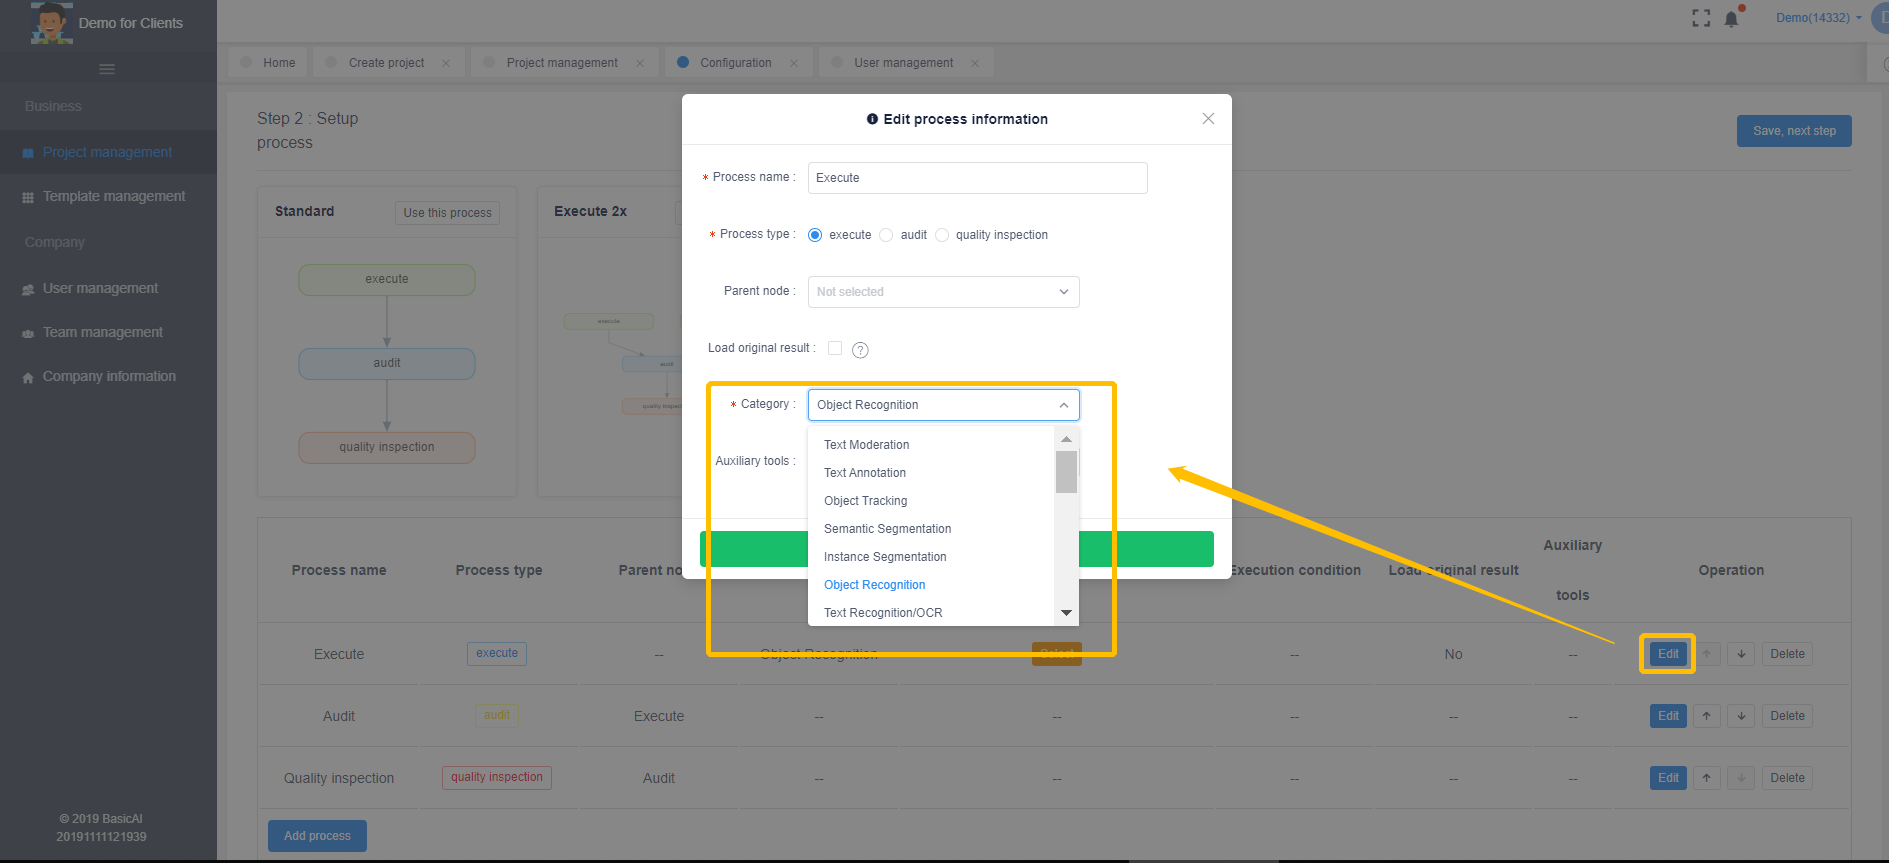 Demo for Clients
Demo(14332)
Home
Create project
Project management
Configuration
User management
Business
Project management
Template management
Company
User management
Team management
Company information
© 2019 BasicAI
20191111121939
Step 2 : Setup
process
Save, next step
Standard
Use this process
execute
audit
quality inspection
Execute 2x
execute
audit
quality inspec
Edit process information
* Process name :
Execute
* Process type :
execute
audit
quality inspection
Parent node :
Not selected
Load original result :
?
* Category :
Object Recognition
Auxiliary tools :
Text Moderation
Text Annotation
Object Tracking
Semantic Segmentation
Instance Segmentation
Object Recognition
Text Recognition/OCR
Process name
Process type
Parent no
Execution condition
Load original result
Auxiliary
tools
Operation
Execute
execute
--
Object Recognition
Select
--
No
--
Edit
Delete
Audit
audit
Execute
--
--
--
--
--
Edit
Delete
Quality inspection
quality inspection
Audit
--
--
--
--
--
Edit
Delete
Add process